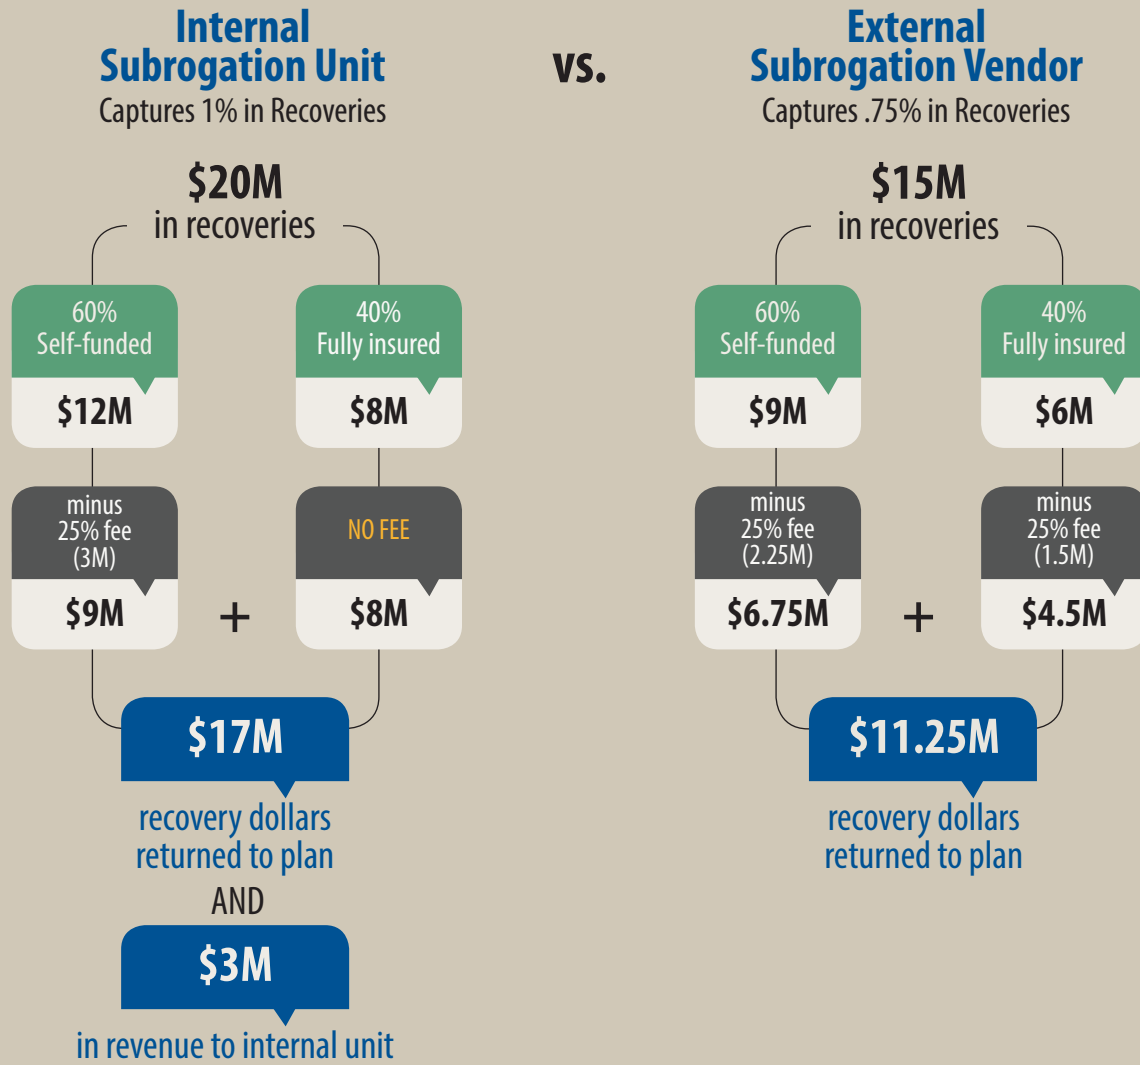 Internal
Subrogation Unit
Captures 1% in Recoveries
$20M
in recoveries
60%
Self-funded
$12M
40%
Fully insured
$8M
minus
25% fee
(3M)
$9M
+
NO FEE
$8M
$17M
recovery dollars
returned to plan
AND
$3M
in revenue to internal unit
vs.
External
Subrogation Vendor
Captures .75% in Recoveries
$15M
in recoveries
60%
Self-funded
$9M
40%
Fully insured
$6M
minus
25% fee
(2.25M)
$6.75M
+
minus
25% fee
(1.5M)
$4.5M
$11.25M
recovery dollars
returned to plan